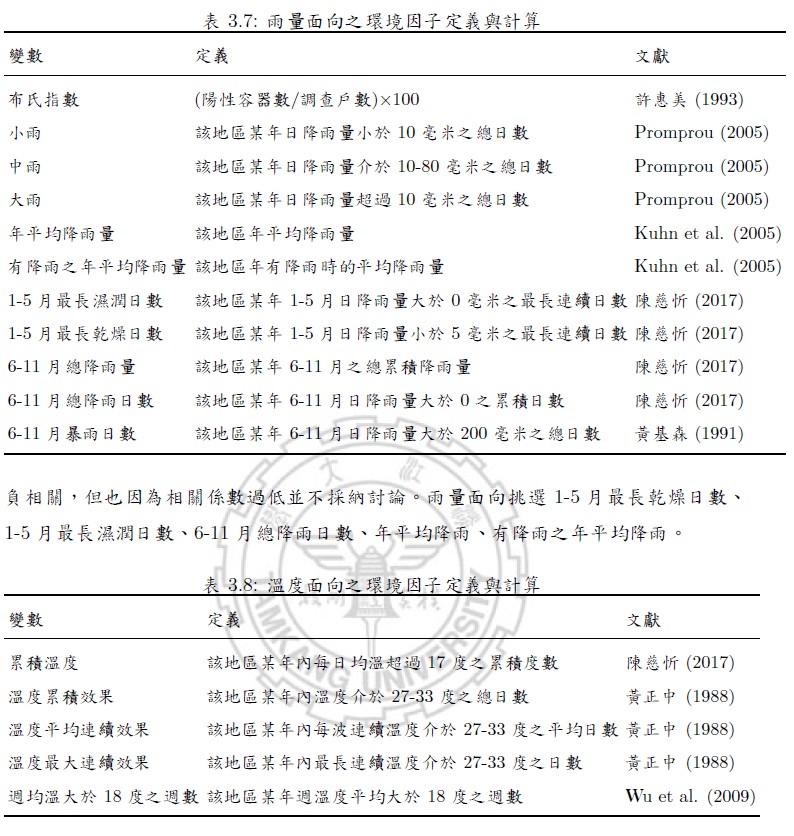 表 3.7: 雨量面向之環境因子定義與計算
變數 定義 文獻
布氏指數 (陽性容器數/調查戶數)×100 許惠美 (1993)
小雨 該地區某年日降雨量小於 10 毫米之總日數 Promprou (2005)
中雨 該地區某年日降雨量介於 10-80 毫米之總日數 Promprou (2005)
大雨 該地區某年日降雨量超過 10 毫米之總日數 Promprou (2005)
年平均降雨量 該地區年平均降雨量 Kuhn et al. (2005)
有降雨之年平均降雨量 該地區年有降雨時的平均降雨量 Kuhn et al. (2005)
1-5 月最長濕潤日數 該地區某年 1-5 月日降雨量大於 0 毫米之最長連續日數 陳慈忻 (2017)
1-5 月最長乾燥日數 該地區某年 1-5 月日降雨量小於 5 毫米之最長連續日數 陳慈忻 (2017)
6-11 月總降雨量 該地區某年 6-11 月之總累積降雨量 陳慈忻 (2017)
6-11 月總降雨日數 該地區某年 6-11 月日降雨量大於 0 之累積日數 陳慈忻 (2017)
6-11 月暴雨日數 該地區某年 6-11 月日降雨量大於 200 毫米之總日數 黃基森 (1991)
負相關，但也因為相關係數過低並不採納討論。雨量面向挑選 1-5 月最長乾燥日數、
1-5 月最長濕潤日數、6-11 月總降雨日數、年平均降雨、有降雨之年平均降雨。
表 3.8: 溫度面向之環境因子定義與計算
變數 定義 文獻
累積溫度 該地區某年內每日均溫超過 17 度之累積度數 陳慈忻 (2017)
溫度累積效果 該地區某年內溫度介於 27-33 度之總日數 黃正中 (1988)
溫度平均連續效果 該地區某年內每波連續溫度介於 27-33 度之平均日數 黃正中 (1988)
溫度最大連續效果 該地區某年內最長連續溫度介於 27-33 度之日數 黃正中 (1988)
週均溫大於 18 度之週數 該地區某年週溫度平均大於 18 度之週數 Wu et al. (2009)
TAMKANG UNIVERSITY